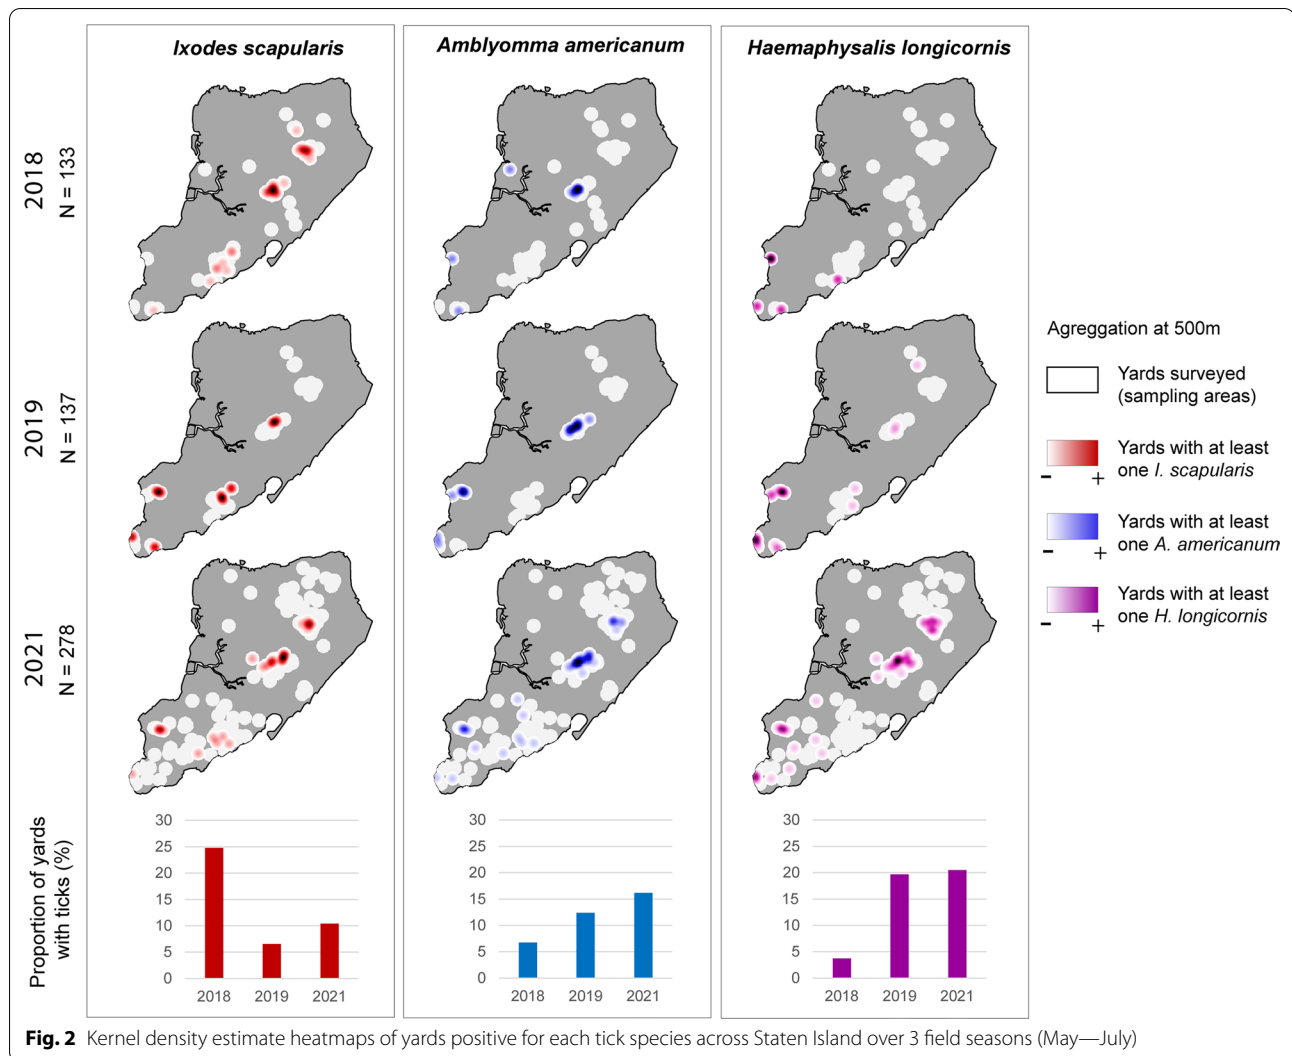 Ixodes scapularis
Amblyomma americanum
Haemaphysalis longicornis
2018
N = 133
2019
N = 137
2021
N = 278
Agreggation at 500m
Yards surveyed
(sampling areas)
Yards with at least
one I. scapularis
- +
Yards with at least
one A. americanum
- +
Yards with at least
one H. longicornis
- +
Proportion of yards
with ticks (%)
30
25
20
15
10
5
0
2018 2019 2021
30
25
20
15
10
5
0
2018 2019 2021
30
25
20
15
10
5
0
2018 2019 2021
Fig. 2 Kernel density estimate heatmaps of yards positive for each tick species across Staten Island over 3 field seasons (May—July)